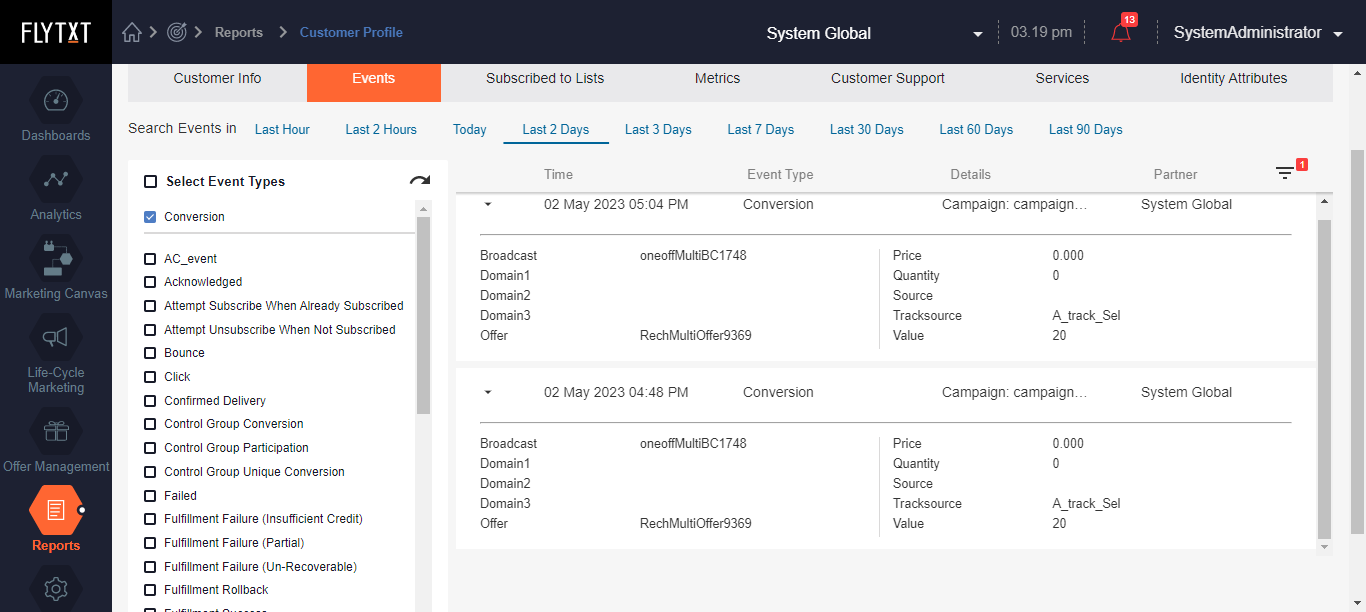 FLYTXT
Reports
Customer Profile
System Global
03.19 pm
13
SystemAdministrator
Dashboards
Analytics
Marketing Canvas
Life-Cycle
Marketing
Offer Management
Reports
Customer Info
Events
Subscribed to Lists
Metrics
Customer Support
Services
Identity Attributes
Search Events in
Last Hour
Last 2 Hours
Today
Last 2 Days
Last 3 Days
Last 7 Days
Last 30 Days
Last 60 Days
Last 90 Days
Select Event Types
Conversion
AC_event
Acknowledged
Attempt Subscribe When Already Subscribed
Attempt Unsubscribe When Not Subscribed
Bounce
Click
Confirmed Delivery
Control Group Conversion
Control Group Participation
Control Group Unique Conversion
Failed
Fulfillment Failure (Insufficient Credit)
Fulfillment Failure (Partial)
Fulfillment Failure (Un-Recoverable)
Fulfillment Rollback
Fulfillment Success
Time
Event Type
Details
Partner
1
02 May 2023 05:04 PM
Conversion
Campaign: campaign…
System Global
Broadcast oneoffMultiBC1748
Domain1
Domain2
Domain3
Offer RechMultiOffer9369
Price 0.000
Quantity 0
Source
Tracksource A_track_Sel
Value 20
02 May 2023 04:48 PM
Conversion
Campaign: campaign…
System Global
Broadcast oneoffMultiBC1748
Domain1
Domain2
Domain3
Offer RechMultiOffer9369
Price 0.000
Quantity 0
Source
Tracksource A_track_Sel
Value 20